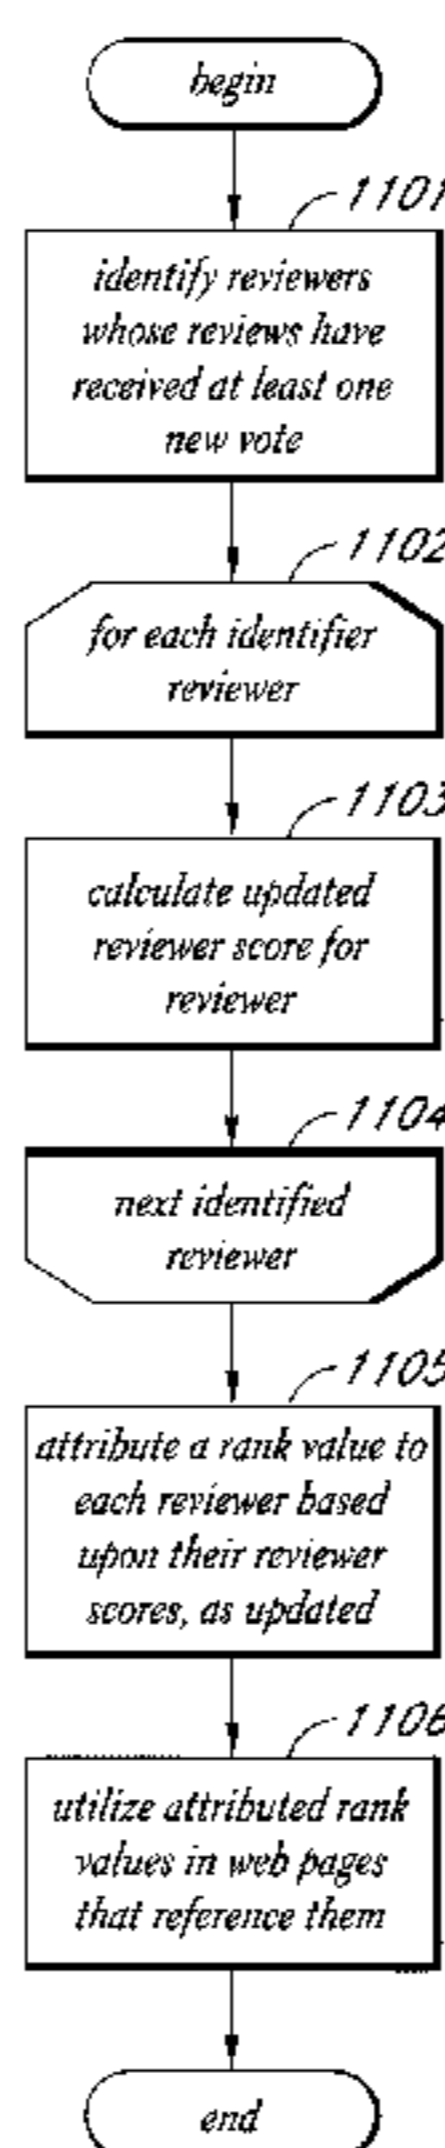 begin
1101
identify reviewers
whose reviews have
received at least one
new vote
1102
for each identifier
reviewer
1103
calculate updated
reviewer score for
reviewer
1104
next identified
reviewer
1105
attribute a rank value to
each reviewer based
upon their reviewer
scores, as updated
1106
utilize attributed rank
values in web pages
that reference them
end